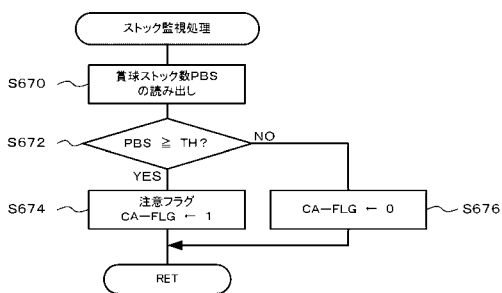 ストック監視処理
S670
賞球ストック数PBS
の読み出し
S672
PBS ≧ TH?
NO
YES
S674
注意フラグ
CA-FLG ← 1
CA-FLG ← 0
S676
RET